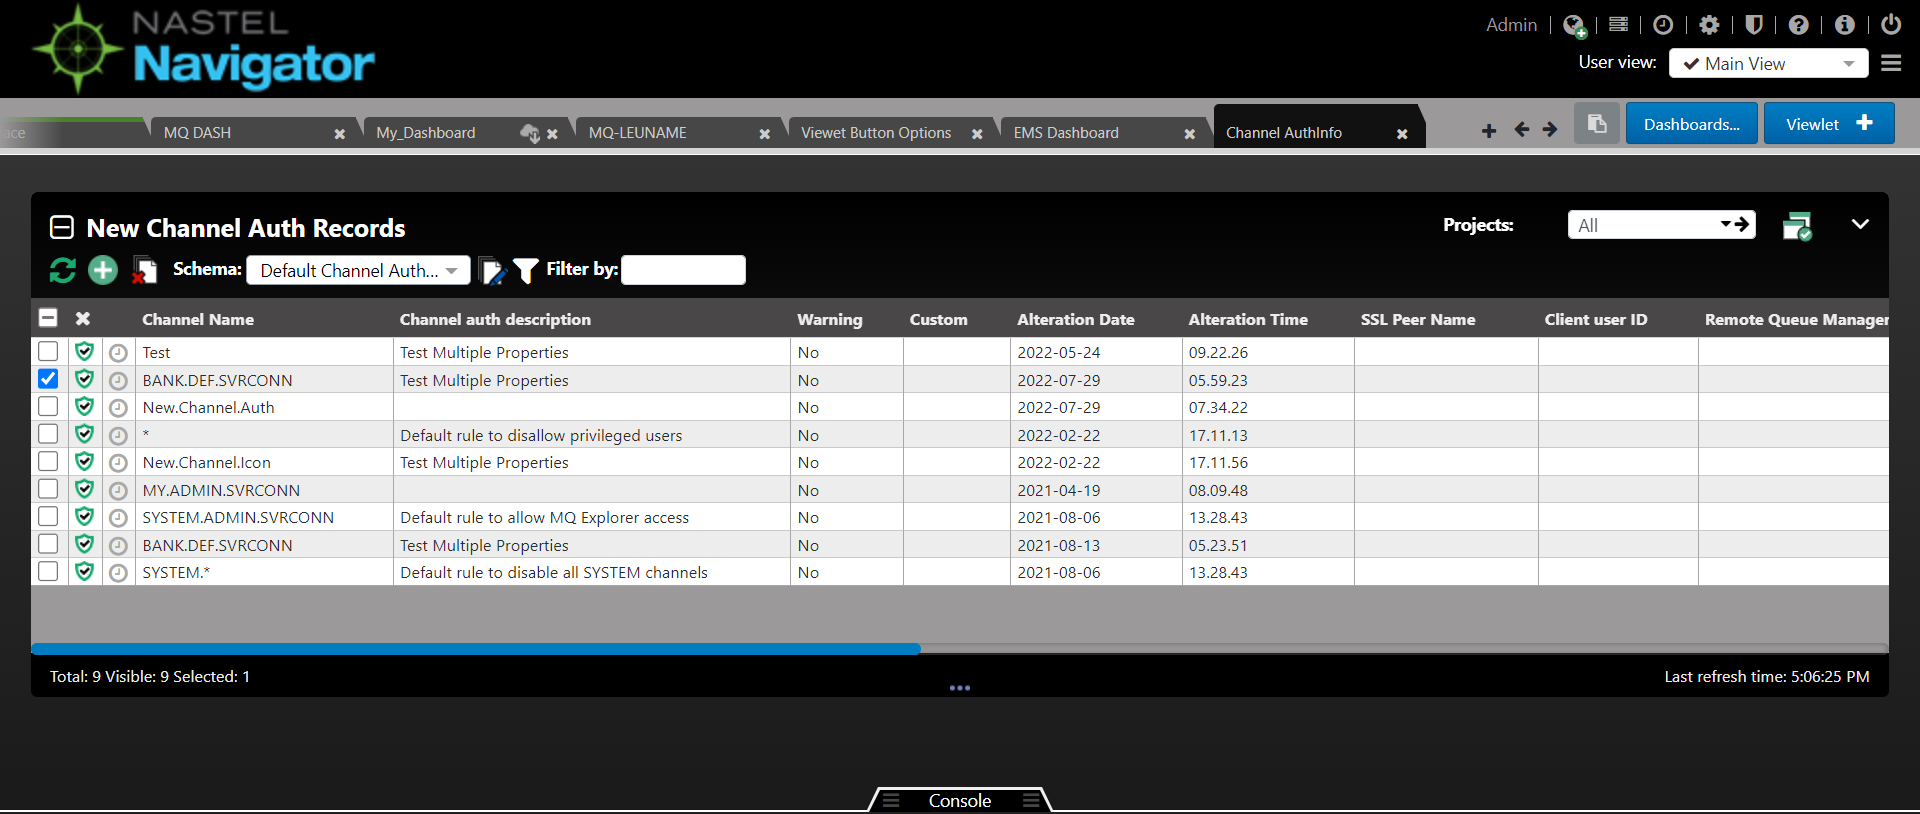 NASTEL
Navigator
Admin
User view: Main View
ace
MQ DASH
My_Dashboard
MQ-LEUNAME
Viewet Button Options
EMS Dashboard
Channel AuthInfo
Dashboards...
Viewlet
New Channel Auth Records
Projects: All
Schema: Default Channel Auth... Filter by:
Channel Name Channel auth description Warning Custom Alteration Date Alteration Time SSL Peer Name Client user ID Remote Queue Manager
Test Test Multiple Properties No 2022-05-24 09.22.26
BANK.DEF.SVRCONN Test Multiple Properties No 2022-07-29 05.59.23
New.Channel.Auth No 2022-07-29 07.34.22
* Default rule to disallow privileged users No 2022-02-22 17.11.13
New.Channel.Icon Test Multiple Properties No 2022-02-22 17.11.56
MY.ADMIN.SVRCONN No 2021-04-19 08.09.48
SYSTEM.ADMIN.SVRCONN Default rule to allow MQ Explorer access No 2021-08-06 13.28.43
BANK.DEF.SVRCONN Test Multiple Properties No 2021-08-13 05.23.51
SYSTEM.* Default rule to disable all SYSTEM channels No 2021-08-06 13.28.43
Total: 9 Visible: 9 Selected: 1
Last refresh time: 5:06:25 PM
Console